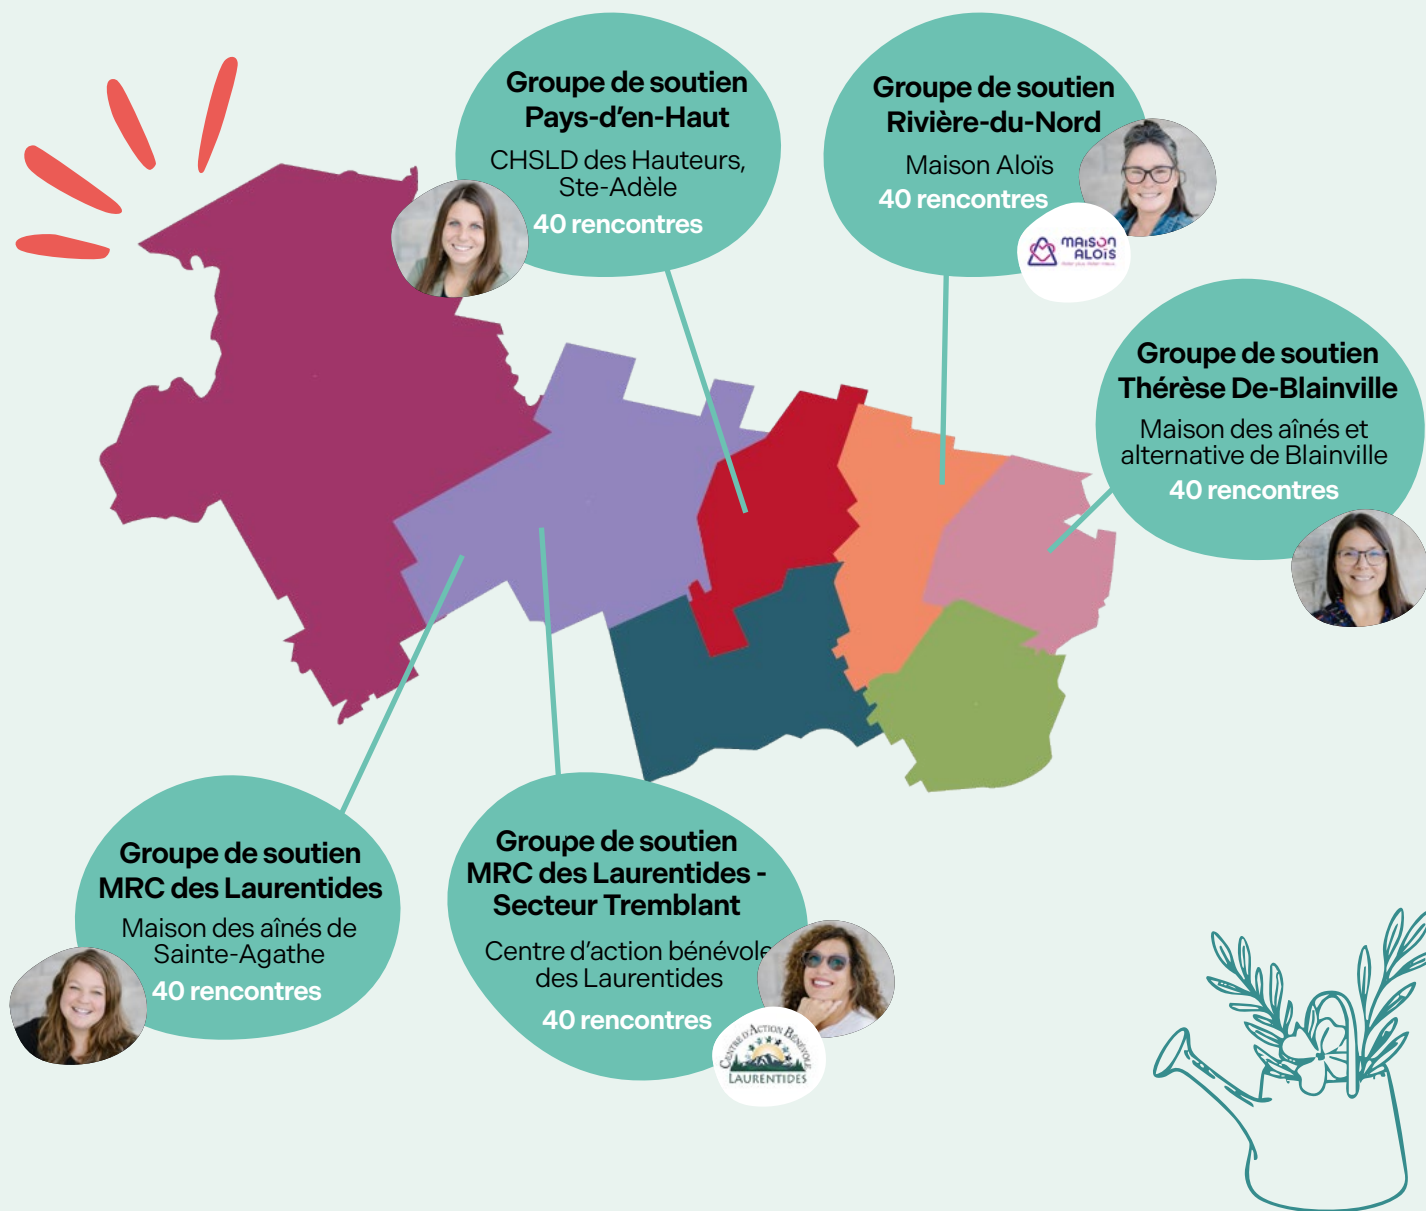 Groupe de soutien
Pays-d'en-Haut
CHSLD des Hauteurs,
Ste-Adèle
40 rencontres
Groupe de soutien
Rivière-du-Nord
Maison Aloïs
40 rencontres
MAISON
ALOÏS
Groupe de soutien
Thérèse De-Blainville
Maison des aînés et
alternative de Blainville
40 rencontres
Groupe de soutien
MRC des Laurentides
Maison des aînés de
Sainte-Agathe
40 rencontres
Groupe de soutien
MRC des Laurentides -
Secteur Tremblant
Centre d'action bénévole
des Laurentides
40 rencontres
CENTRE D'ACTION BÉNÉVOLE
LAURENTIDES